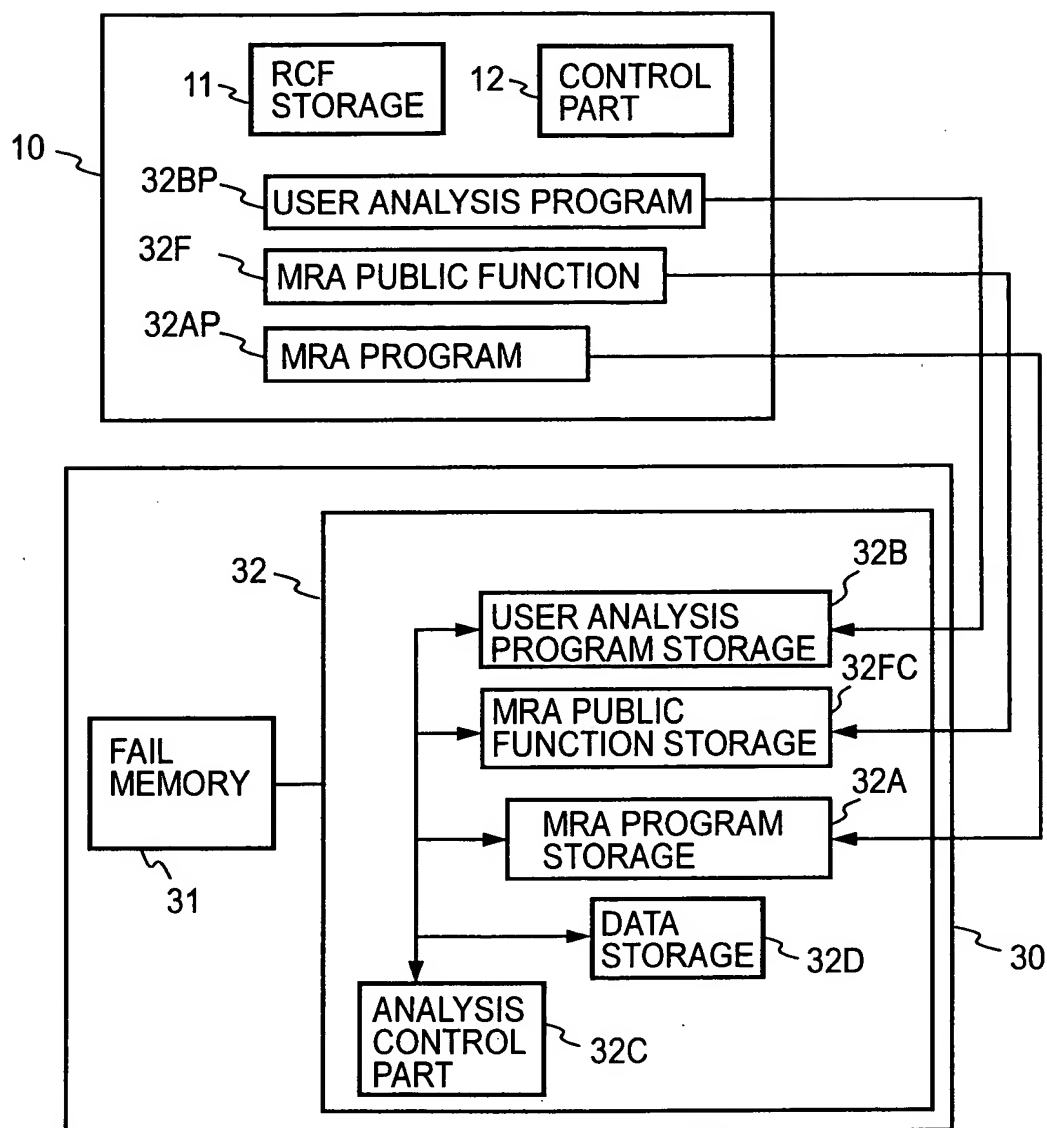 11
RCF
STORAGE
12
CONTROL
PART
10
32BP
USER ANALYSIS PROGRAM
32F
MRA PUBLIC FUNCTION
32AP
MRA PROGRAM
32
32B
USER ANALYSIS
PROGRAM STORAGE
32FC
MRA PUBLIC
FUNCTION STORAGE
FAIL
MEMORY
31
32A
MRA PROGRAM
STORAGE
DATA
STORAGE
32D
30
ANALYSIS
CONTROL
PART
32C